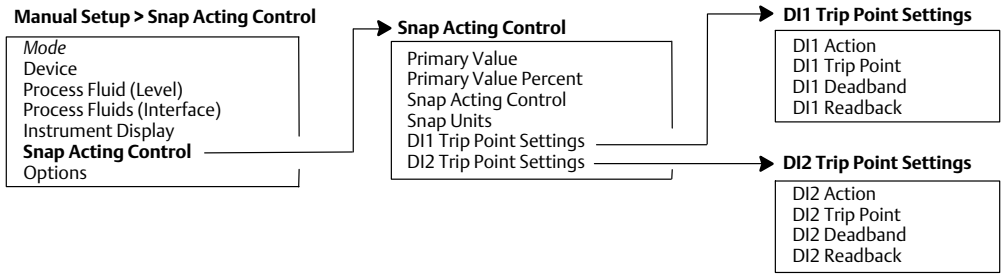 Manual Setup > Snap Acting Control
Mode
Device
Process Fluid (Level)
Process Fluids (Interface)
Instrument Display
Snap Acting Control
Options
Snap Acting Control
Primary Value
Primary Value Percent
Snap Acting Control
Snap Units
DI1 Trip Point Settings
DI2 Trip Point Settings
DI1 Trip Point Settings
DI1 Action
DI1 Trip Point
DI1 Deadband
DI1 Readback
DI2 Trip Point Settings
DI2 Action
DI2 Trip Point
DI2 Deadband
DI2 Readback